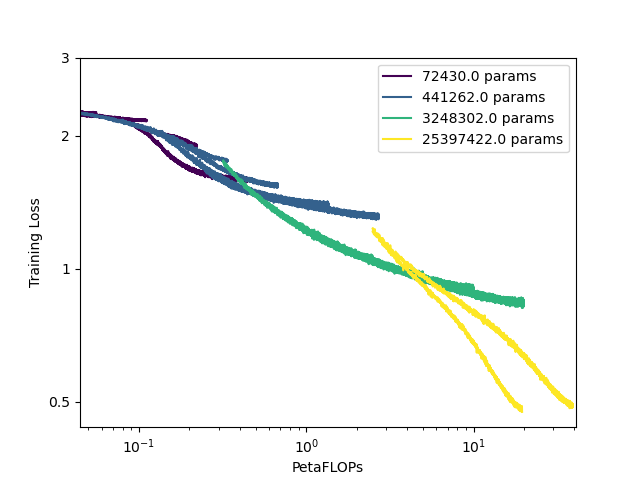 3
2
1
0.5
Training Loss
72430.0 params
441262.0 params
3248302.0 params
25397422.0 params
10⁻¹ 10⁰ 10¹
PetaFLOPs